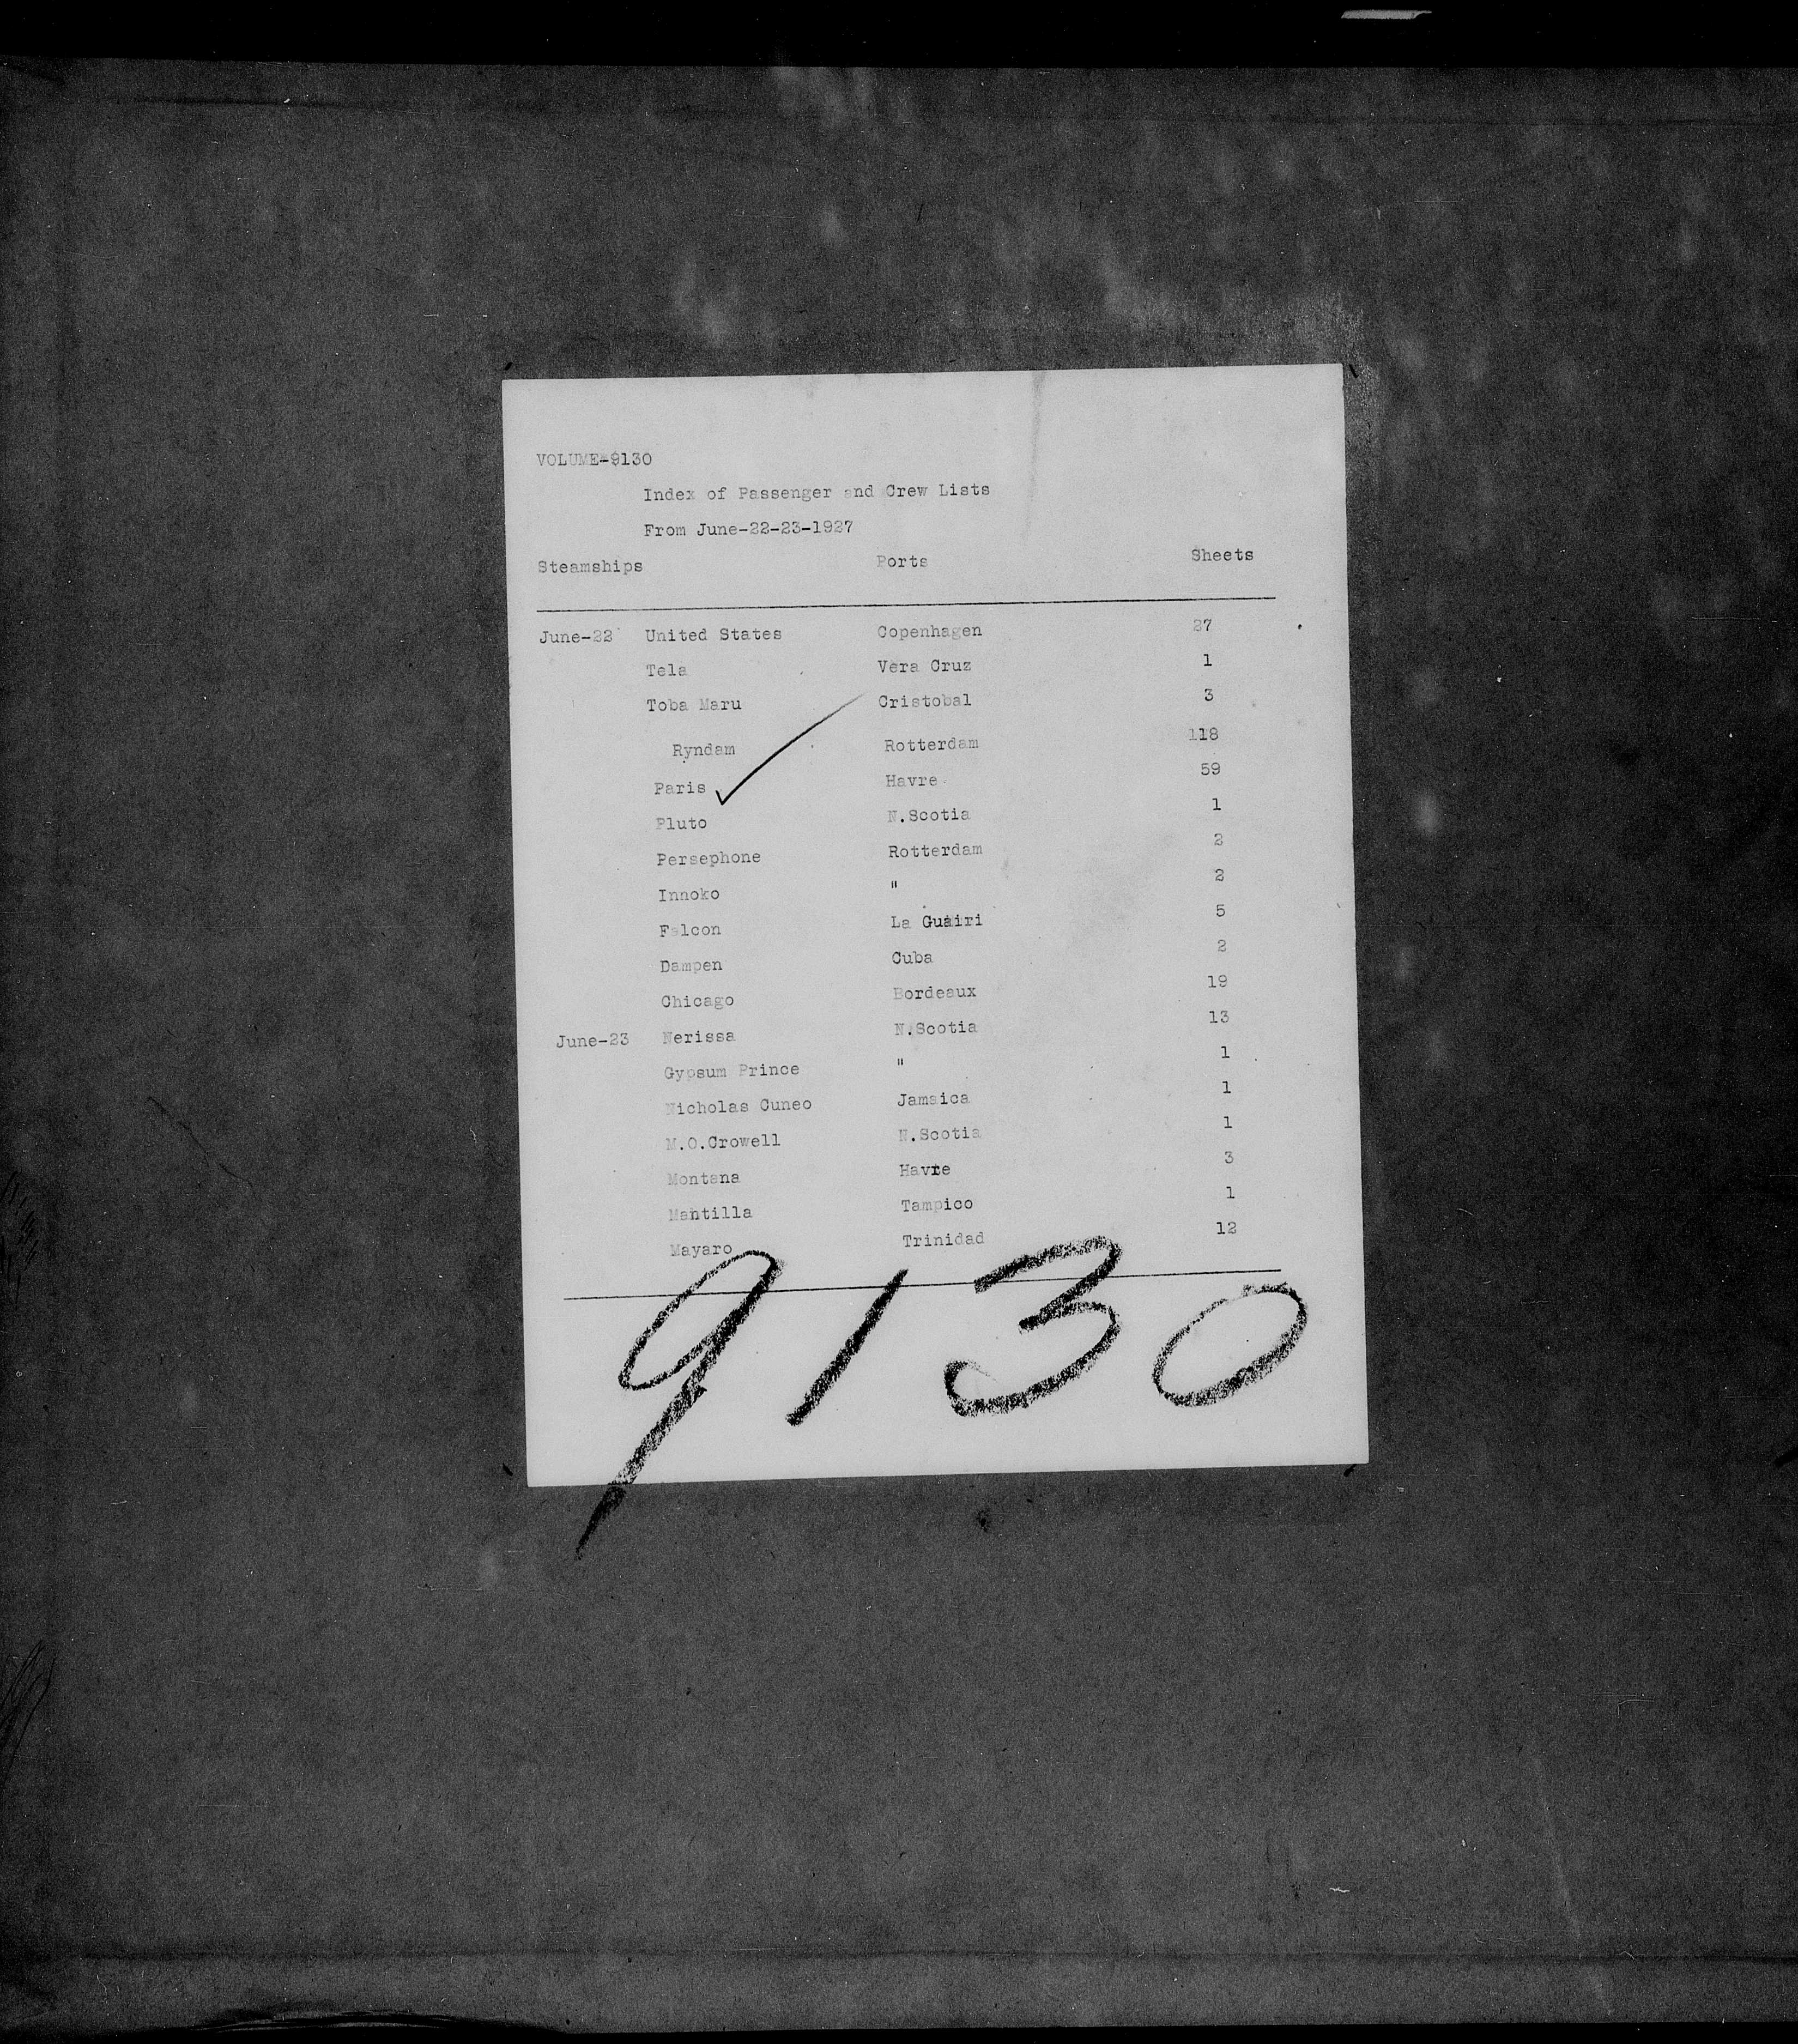 VOLUME-9130
Index of Passenger and Crew Lists
From June-22-23-1927
Steamships Ports Sheets
June-22 United States Copenhagen 27
Tela Vera Cruz 1
Toba Maru Cristobal 3
Ryndam Rotterdam 118
Paris Havre 59
Pluto N.Scotia 1
Persephone Rotterdam 2
Innoko " 2
Falcon La Guairi 5
Dampen Cuba 2
Chicago Bordeaux 19
June-23 Nerissa N.Scotia 13
Gypsum Prince " 1
Nicholas Cuneo Jamaica 1
M.O.Crowell N.Scotia 1
Montana Havre 3
Mantilla Tampico 1
Mayaro Trinidad 12
9130